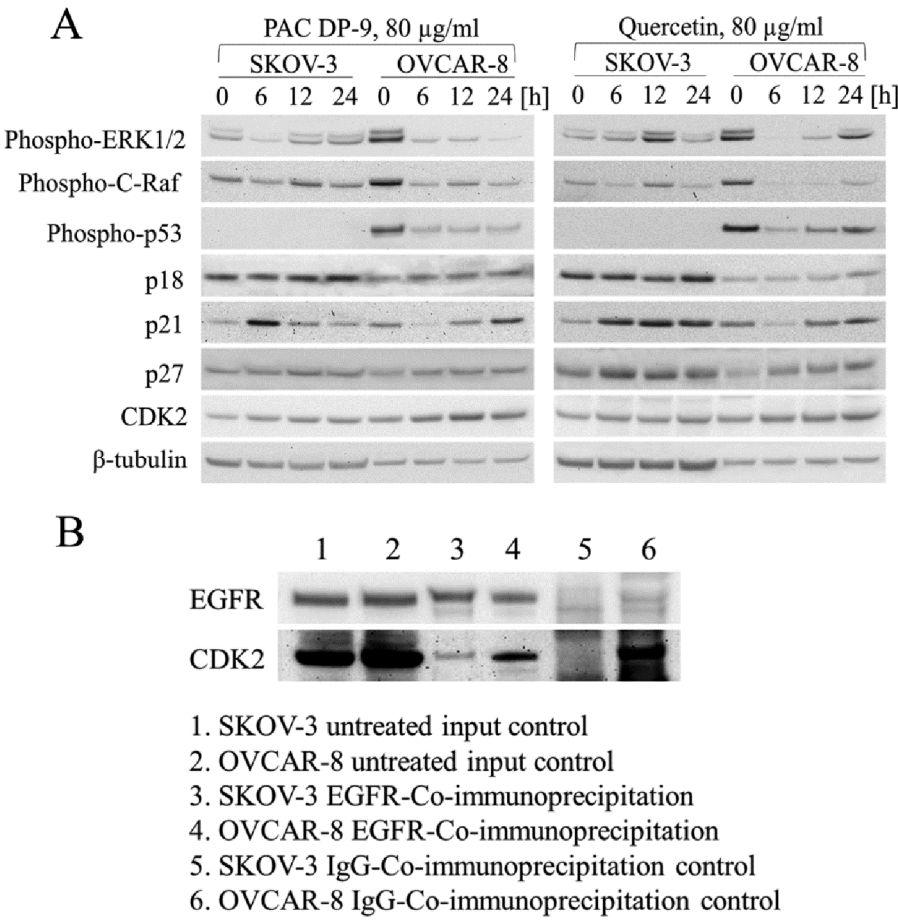 A
PAC DP-9, 80 µg/ml Quercetin, 80 µg/ml
SKOV-3 OVCAR-8 SKOV-3 OVCAR-8
0 6 12 24 0 6 12 24 [h] 0 6 12 24 0 6 12 24 [h]
Phospho-ERK1/2
Phospho-C-Raf
Phospho-p53
p18
p21
p27
CDK2
β-tubulin
B
1 2 3 4 5 6
EGFR
CDK2
1. SKOV-3 untreated input control
2. OVCAR-8 untreated input control
3. SKOV-3 EGFR-Co-immunoprecipitation
4. OVCAR-8 EGFR-Co-immunoprecipitation
5. SKOV-3 IgG-Co-immunoprecipitation control
6. OVCAR-8 IgG-Co-immunoprecipitation control